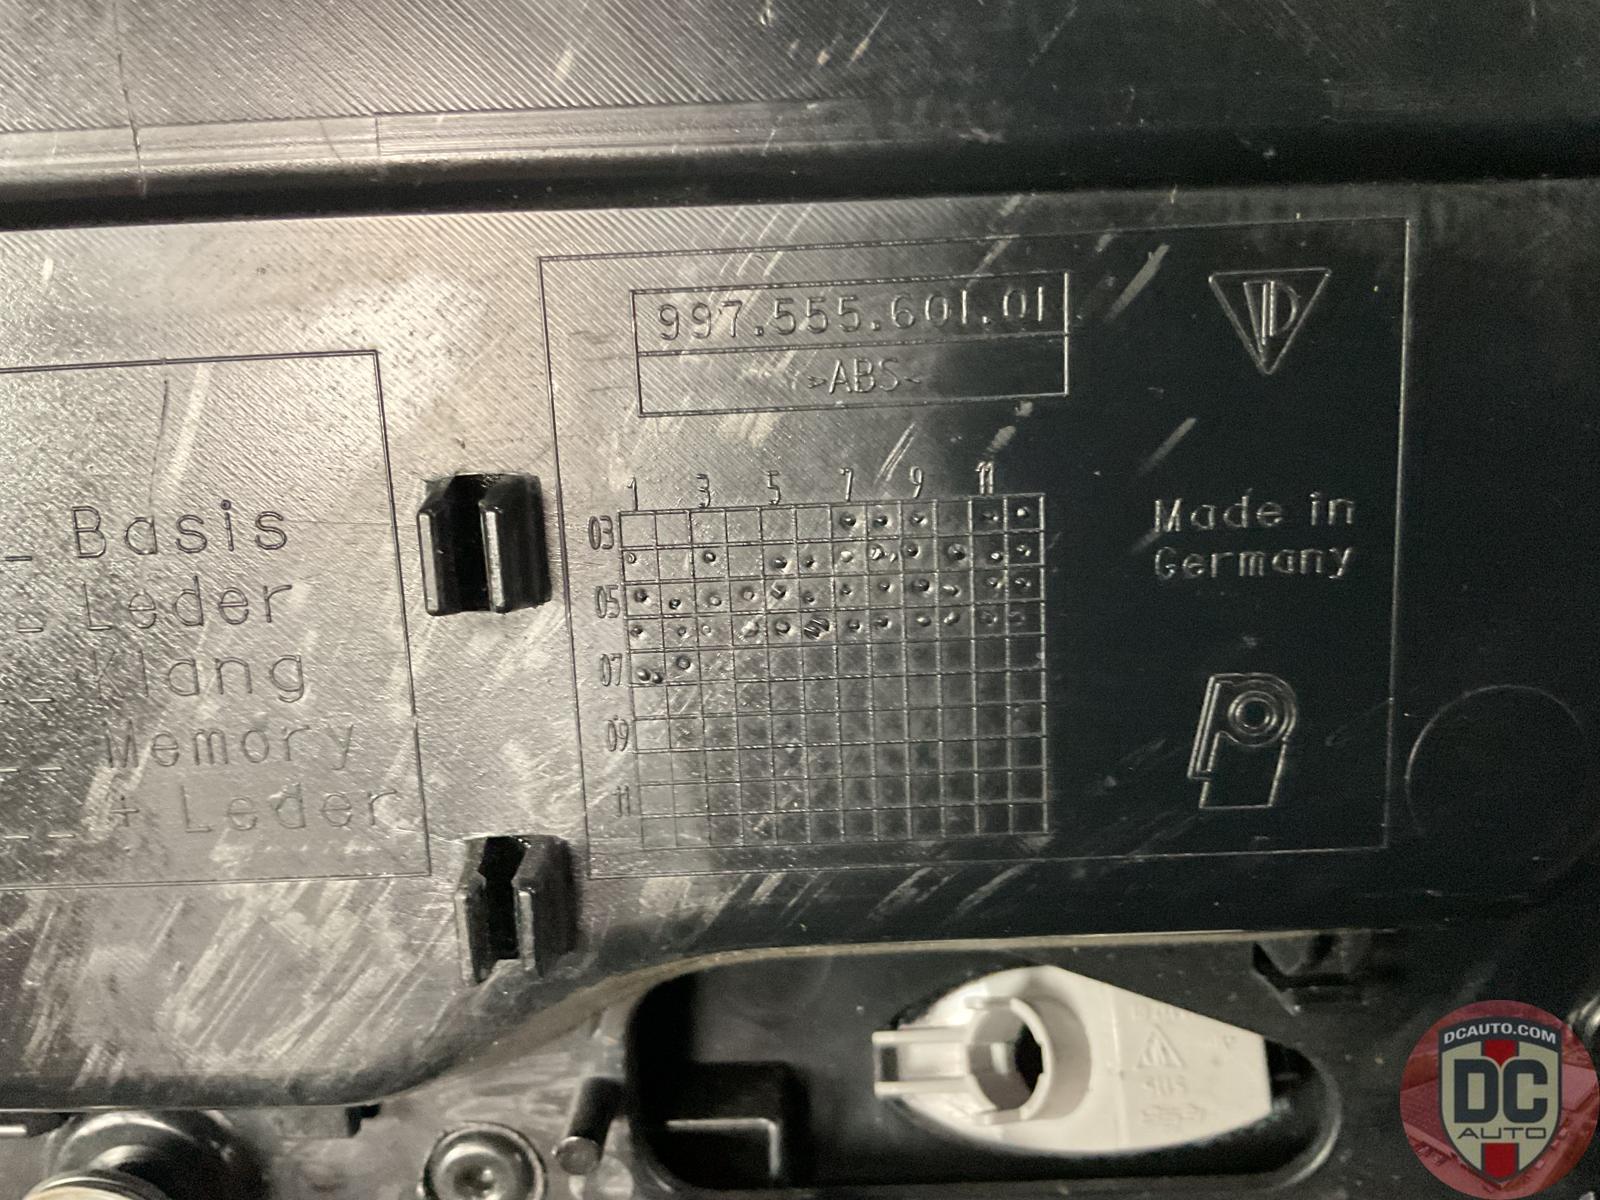 997.555.601.01
>ABS<
1 3 5 7 9 11
03
05
07
09
11
Made in
Germany
Basis
Leder
Klang
Memory
+ Leder
DCAUTO.COM
DC
AUTO